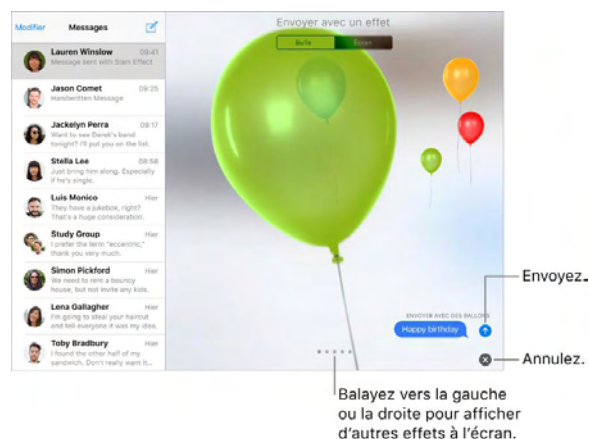 Modifier Messages
Lauren Winslow 09:41
Message sent with Slam Effect
Jason Comet 09:25
Handwritten Message
Jackelyn Perra 09:17
Want to see Derek's band
tonight? I'll put you on the list.
Stella Lee 08:58
Just bring him along. Especially
if he's single.
Luis Monico Hier
They have a jukebox, right?
That's a huge consideration.
Study Group Hier
I prefer the term "eccentric,"
thank you very much.
Simon Pickford Hier
We need to rent a bouncy
house, but not invite any kids.
Lena Gallagher Hier
I'm going to steal your haircut
and tell everyone it was my idea.
Toby Bradbury Hier
I found the other half of my
sandwich. Don't really want it...
Envoyer avec un effet
Bulle Écran
ENVOYER AVEC DES BALLONS
Happy birthday
Envoyez.
Annulez.
Balayez vers la gauche
ou la droite pour afficher
d'autres effets à l'écran.